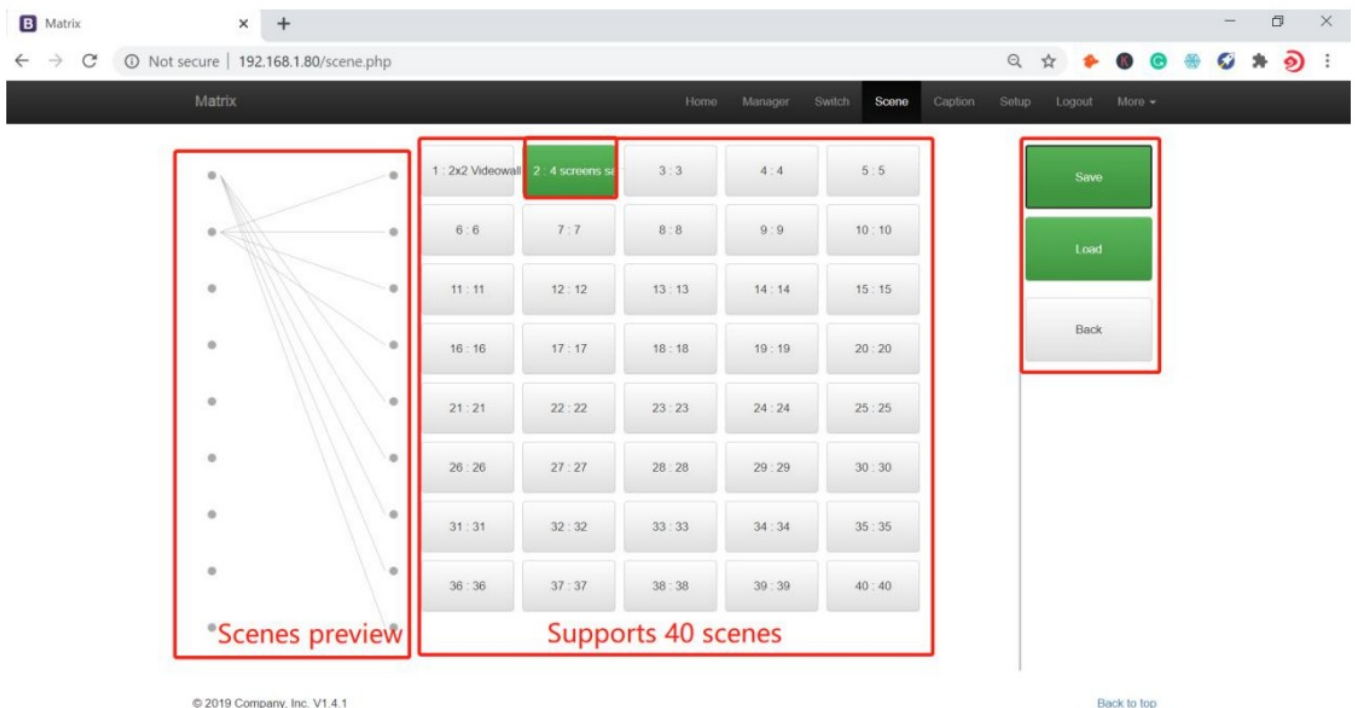 Matrix
Not secure | 192.168.1.80/scene.php
Matrix Home Manager Switch Scene Caption Setup Logout More
1 : 2x2 Videowall 2 : 4 screens sa 3 : 3 4 : 4 5 : 5
Save
6 : 6 7 : 7 8 : 8 9 : 9 10 : 10
Load
11 : 11 12 : 12 13 : 13 14 : 14 15 : 15
Back
16 : 16 17 : 17 18 : 18 19 : 19 20 : 20
21 : 21 22 : 22 23 : 23 24 : 24 25 : 25
26 : 26 27 : 27 28 : 28 29 : 29 30 : 30
31 : 31 32 : 32 33 : 33 34 : 34 35 : 35
36 : 36 37 : 37 38 : 38 39 : 39 40 : 40
Scenes preview Supports 40 scenes
© 2019 Company, Inc. V1.4.1 Back to top